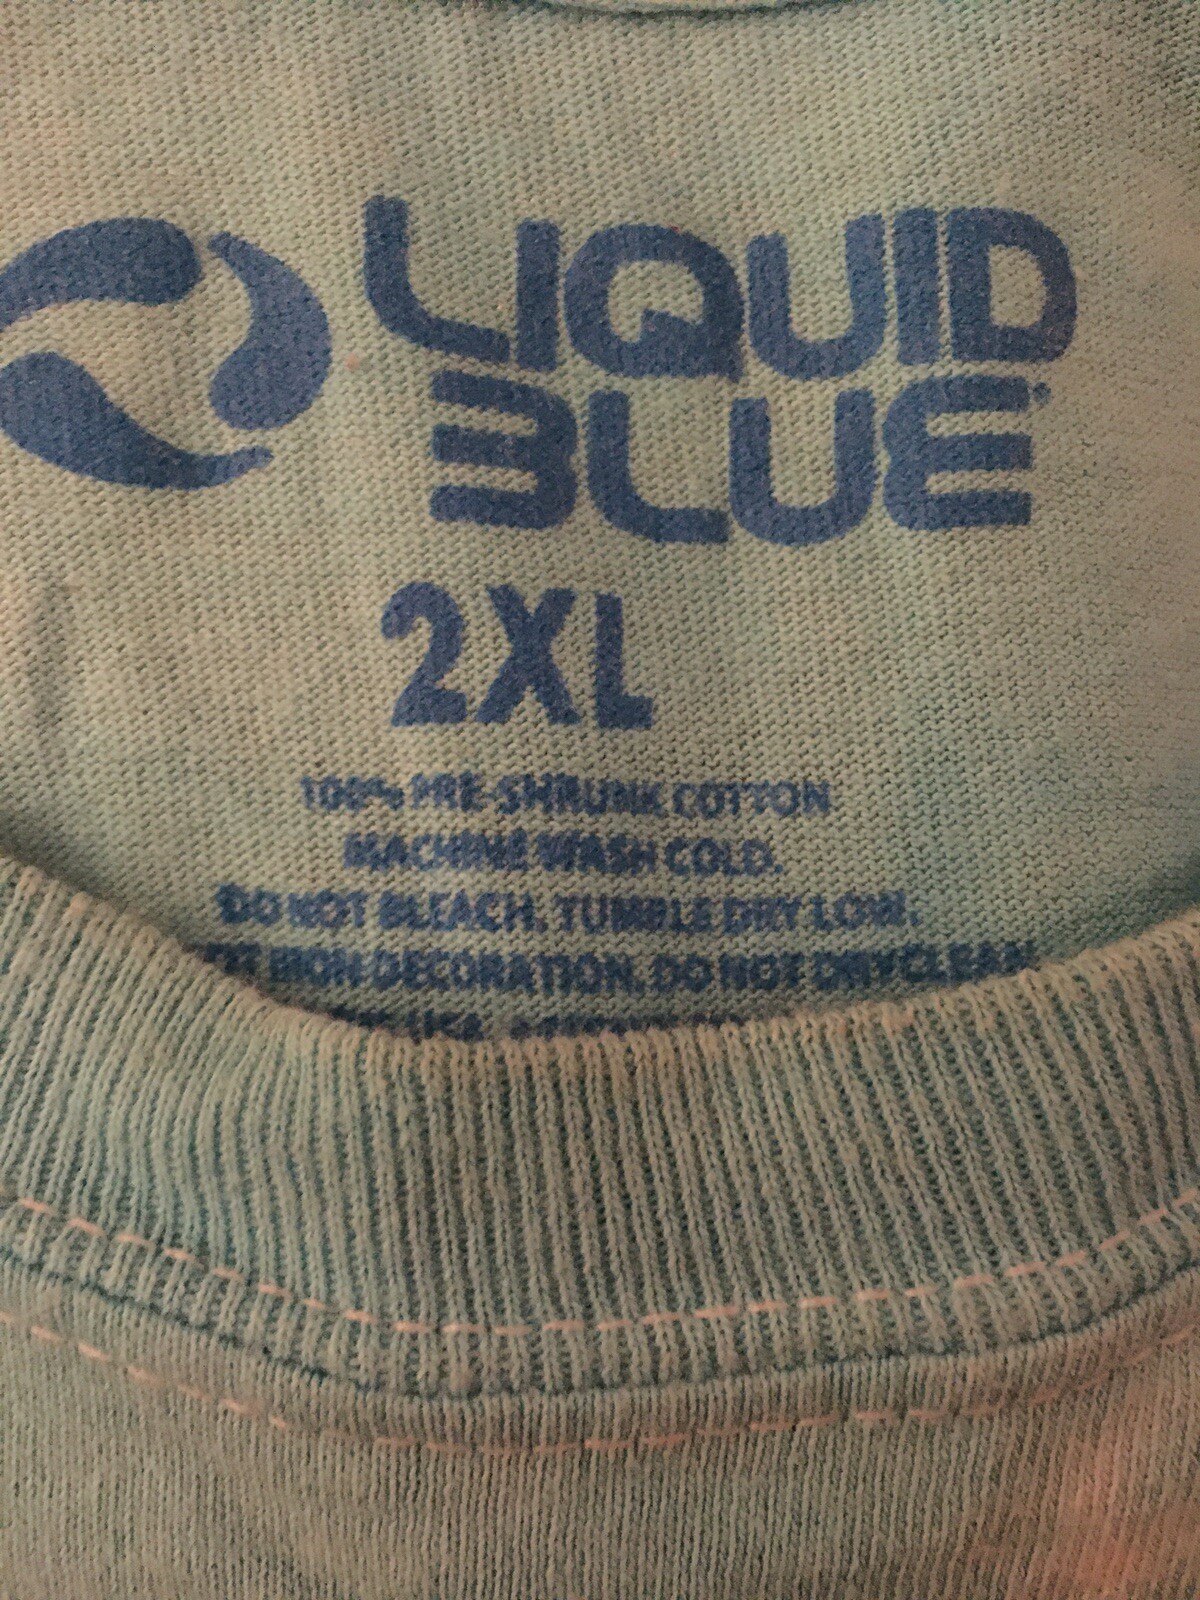 LIQUID
BLUE
2XL
100% PRE-SHRUNK COTTON
MACHINE WASH COLD.
DO NOT BLEACH. TUMBLE DRY LOW.
IRON DECORATION. DO NOT DRYCLEAN